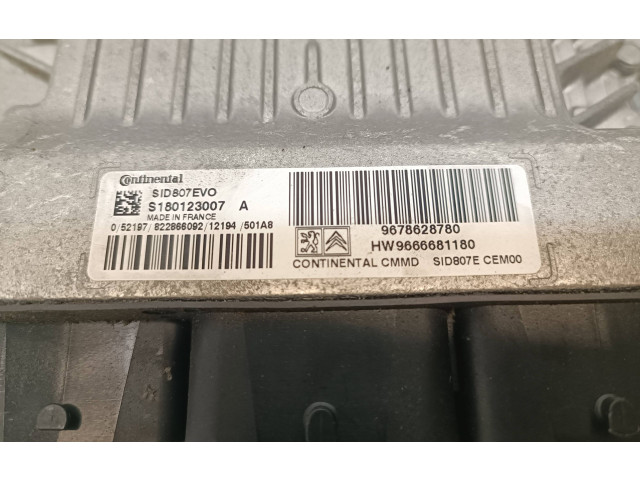 Continental
SID807EVO
S180123007 A
MADE IN FRANCE
0/52197/822866092/12194/501A8
9678628780
HW9666681180
CONTINENTAL CMMD SID807E CEM00